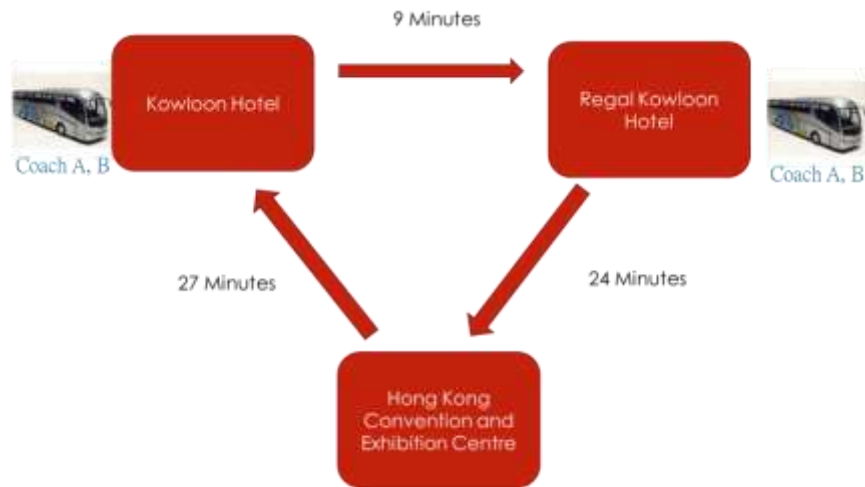 9 Minutes
Kowloon Hotel
Regal Kowloon
Hotel
Coach A, B
Coach A, B
27 Minutes
24 Minutes
Hong Kong
Convention and
Exhibition Centre